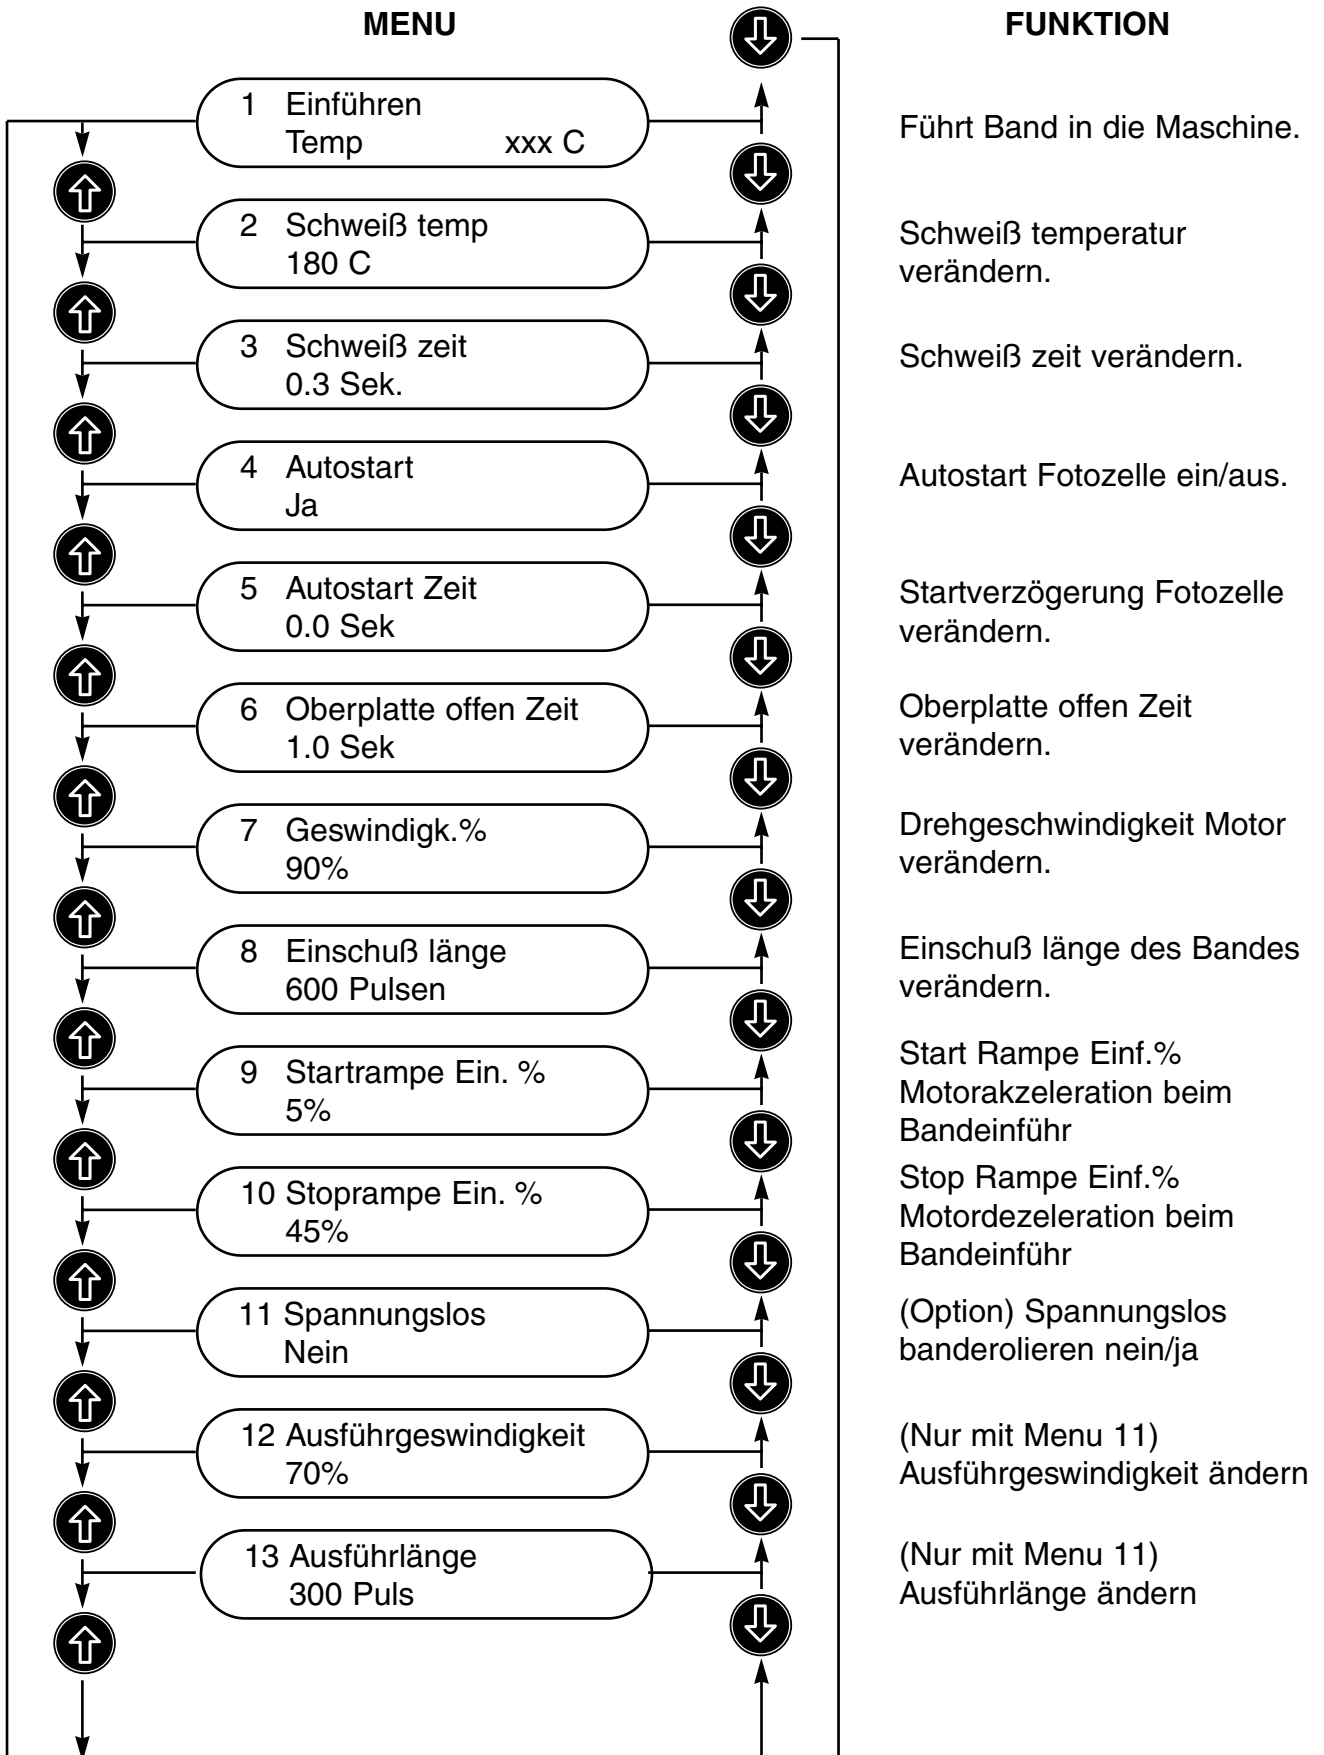 MENU
FUNKTION
1 Einführen
Temp xxx C
Führt Band in die Maschine.
2 Schweiß temp
180 C
Schweiß temperatur
verändern.
3 Schweiß zeit
0.3 Sek.
Schweiß zeit verändern.
4 Autostart
Ja
Autostart Fotozelle ein/aus.
5 Autostart Zeit
0.0 Sek
Startverzögerung Fotozelle
verändern.
6 Oberplatte offen Zeit
1.0 Sek
Oberplatte offen Zeit
verändern.
7 Geswindigk.%
90%
Drehgeschwindigkeit Motor
verändern.
8 Einschuß länge
600 Pulsen
Einschuß länge des Bandes
verändern.
9 Startrampe Ein. %
5%
Start Rampe Einf.%
Motorakzeleration beim
Bandeinführ
10 Stoprampe Ein. %
45%
Stop Rampe Einf.%
Motordezeleration beim
Bandeinführ
11 Spannungslos
Nein
(Option) Spannungslos
banderolieren nein/ja
12 Ausführgeswindigkeit
70%
(Nur mit Menu 11)
Ausführgeswindigkeit ändern
13 Ausführlänge
300 Puls
(Nur mit Menu 11)
Ausführlänge ändern